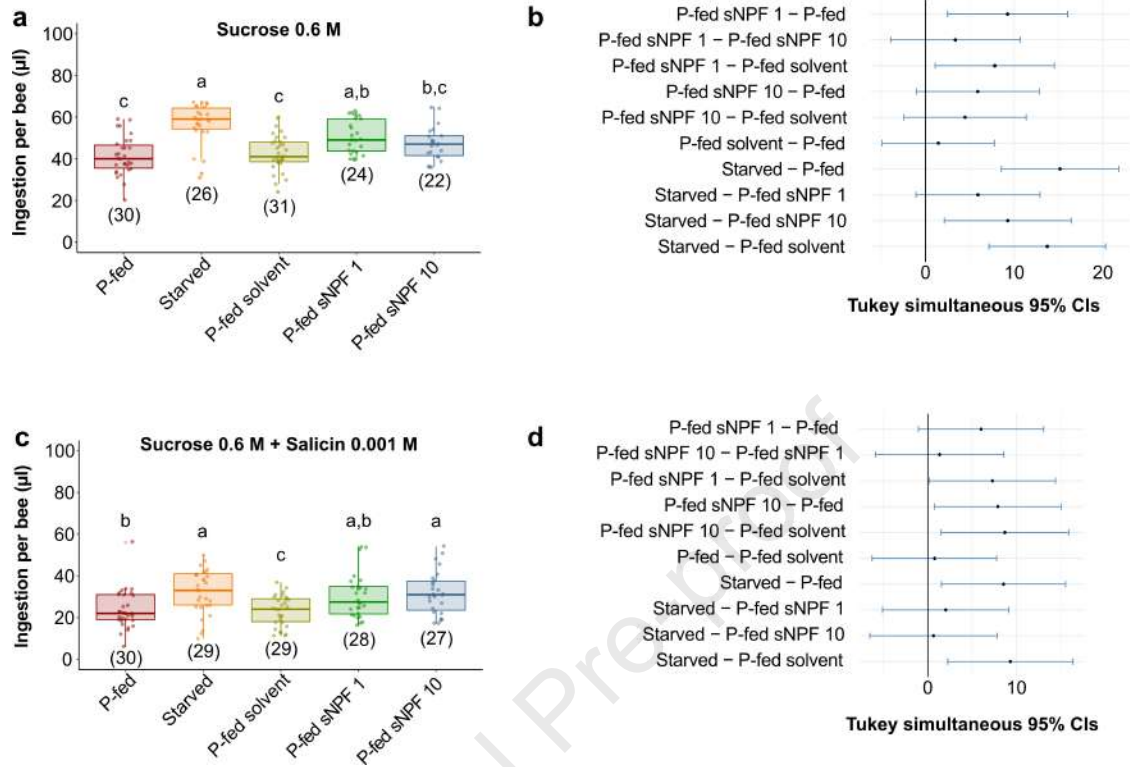 a
Sucrose 0.6 M
Ingestion per bee (µl)
100
80
60
40
20
0
c
a
c
a,b
b,c
(30)
(26)
(31)
(24)
(22)
P-fed
Starved
P-fed solvent
P-fed sNPF 1
P-fed sNPF 10
b
P-fed sNPF 1 − P-fed
P-fed sNPF 1 − P-fed sNPF 10
P-fed sNPF 1 − P-fed solvent
P-fed sNPF 10 − P-fed
P-fed sNPF 10 − P-fed solvent
P-fed solvent − P-fed
Starved − P-fed
Starved − P-fed sNPF 1
Starved − P-fed sNPF 10
Starved − P-fed solvent
0 10 20
Tukey simultaneous 95% CIs
c
Sucrose 0.6 M + Salicin 0.001 M
Ingestion per bee (µl)
100
80
60
40
20
0
b
a
c
a,b
a
(30)
(29)
(29)
(28)
(27)
P-fed
Starved
P-fed solvent
P-fed sNPF 1
P-fed sNPF 10
d
P-fed sNPF 1 − P-fed
P-fed sNPF 10 − P-fed sNPF 1
P-fed sNPF 1 − P-fed solvent
P-fed sNPF 10 − P-fed
P-fed sNPF 10 − P-fed solvent
P-fed − P-fed solvent
Starved − P-fed
Starved − P-fed sNPF 1
Starved − P-fed sNPF 10
Starved − P-fed solvent
0 10
Tukey simultaneous 95% CIs
l Pre-proof